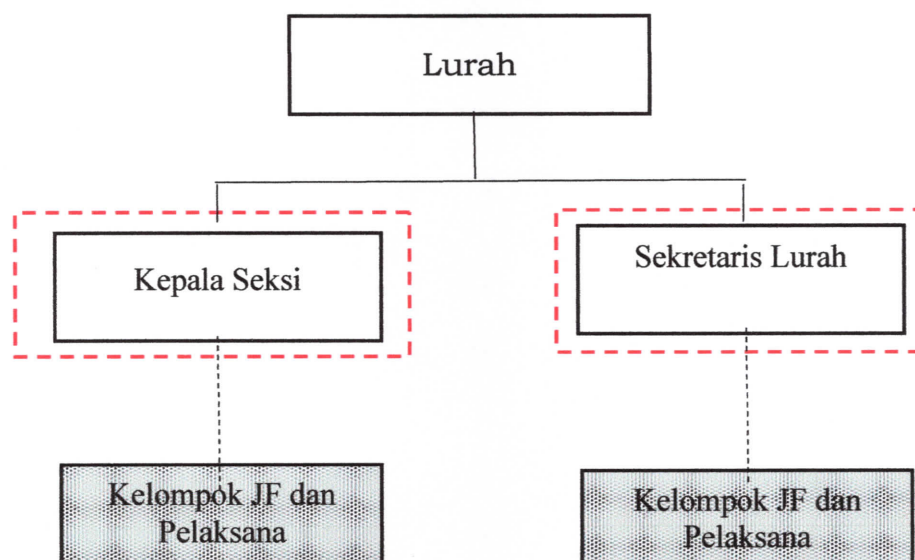 Lurah
Kepala Seksi
Sekretaris Lurah
Kelompok JF dan
Pelaksana
Kelompok JF dan
Pelaksana